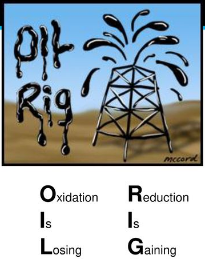 OIL
Rig
mccord
Oxidation Reduction
Is Is
Losing Gaining